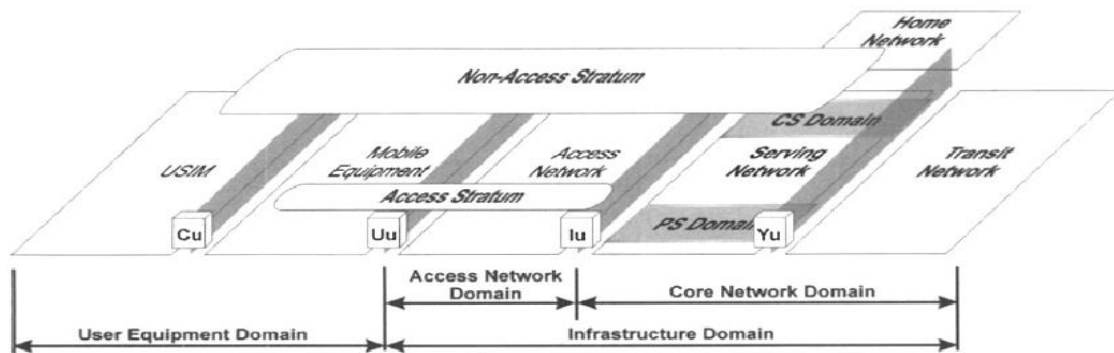 Home
Network
Non-Access Stratum
CS Domain
USIM
Mobile
Equipment
Access
Network
Serving
Network
Transit
Network
Access Stratum
PS Domain
Cu
Uu
Iu
Yu
Access Network
Domain
Core Network Domain
User Equipment Domain
Infrastructure Domain